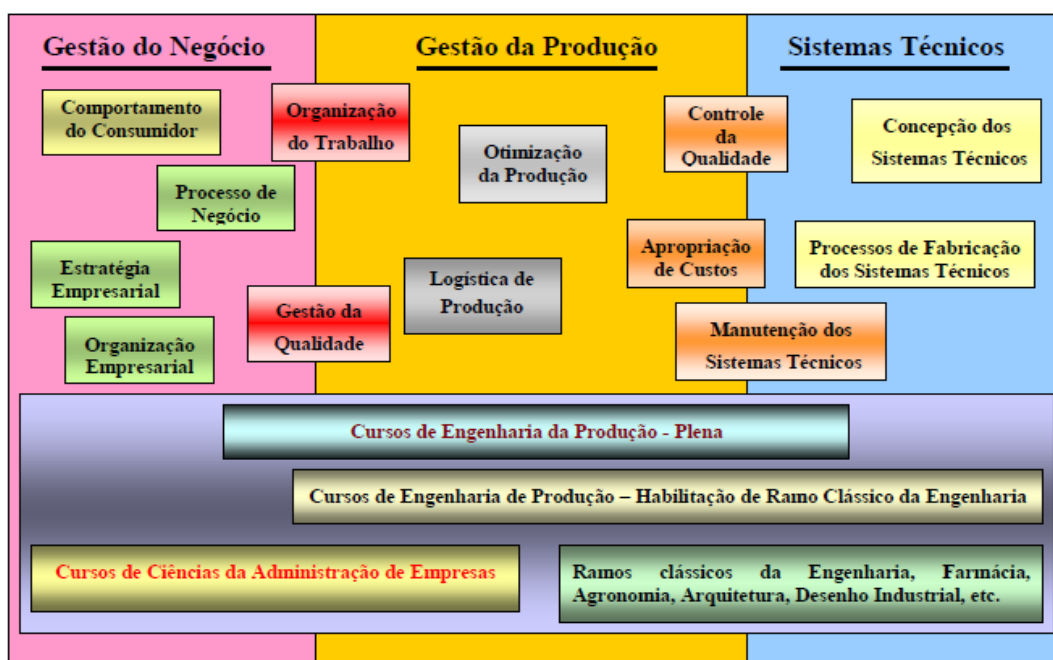 Gestão do Negócio
Gestão da Produção
Sistemas Técnicos
Comportamento
do Consumidor
Organização
do Trabalho
Processo de
Negócio
Estratégia
Empresarial
Organização
Empresarial
Gestão da
Qualidade
Otimização
da Produção
Logística de
Produção
Controle
da
Qualidade
Apropriação
de Custos
Manutenção dos
Sistemas Técnicos
Concepção dos
Sistemas Técnicos
Processos de Fabricação
dos Sistemas Técnicos
Cursos de Engenharia da Produção - Plena
Cursos de Engenharia de Produção – Habilitação de Ramo Clássico da Engenharia
Cursos de Ciências da Administração de Empresas
Ramos clássicos da Engenharia, Farmácia,
Agronomia, Arquitetura, Desenho Industrial, etc.